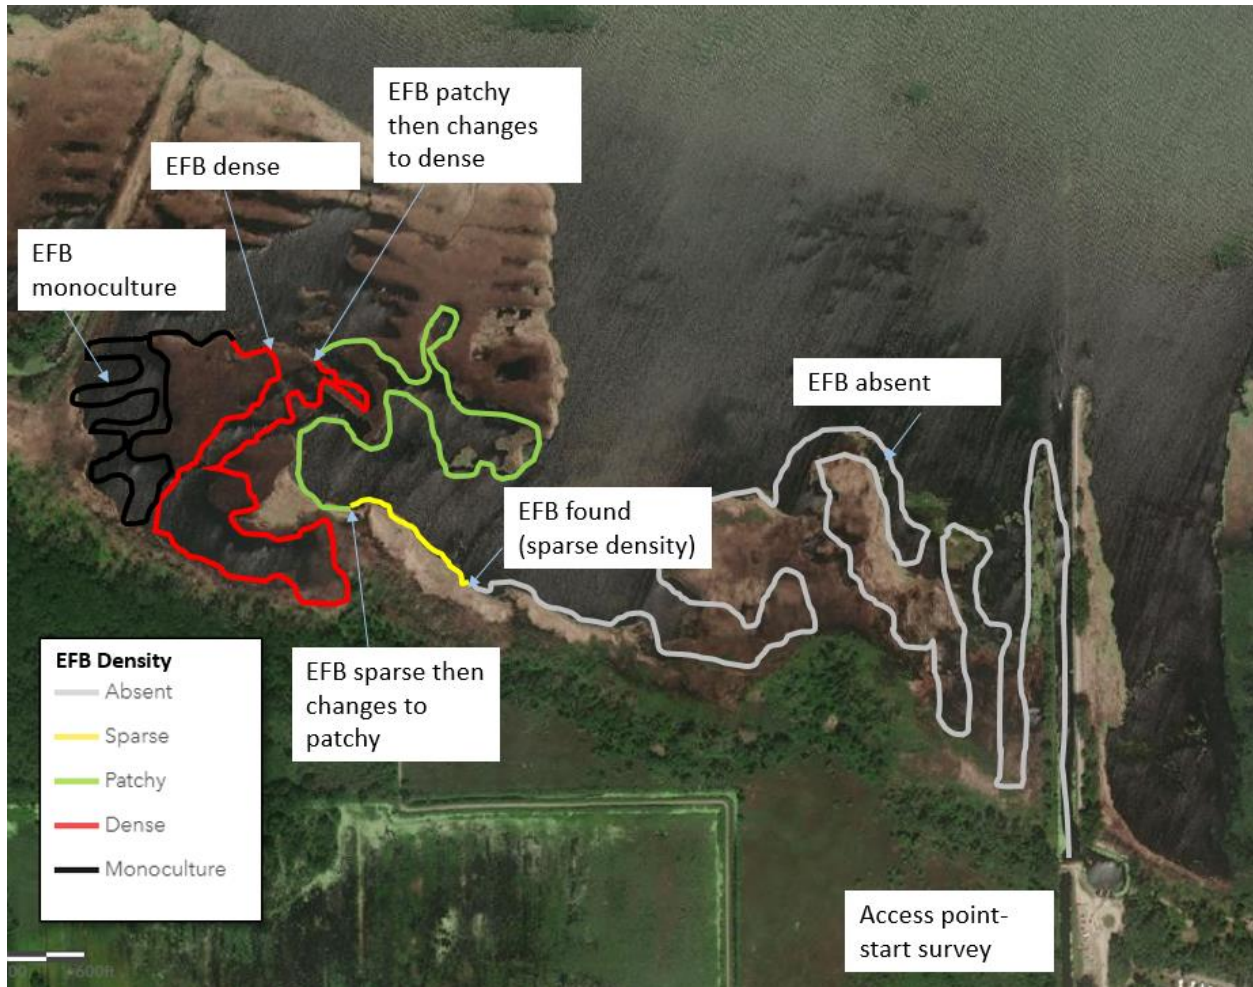 EFB patchy
then changes
to dense
EFB dense
EFB
monoculture
EFB absent
EFB found
(sparse density)
EFB sparse then
changes to
patchy
EFB Density
Absent
Sparse
Patchy
Dense
Monoculture
Access point-
start survey
600ft